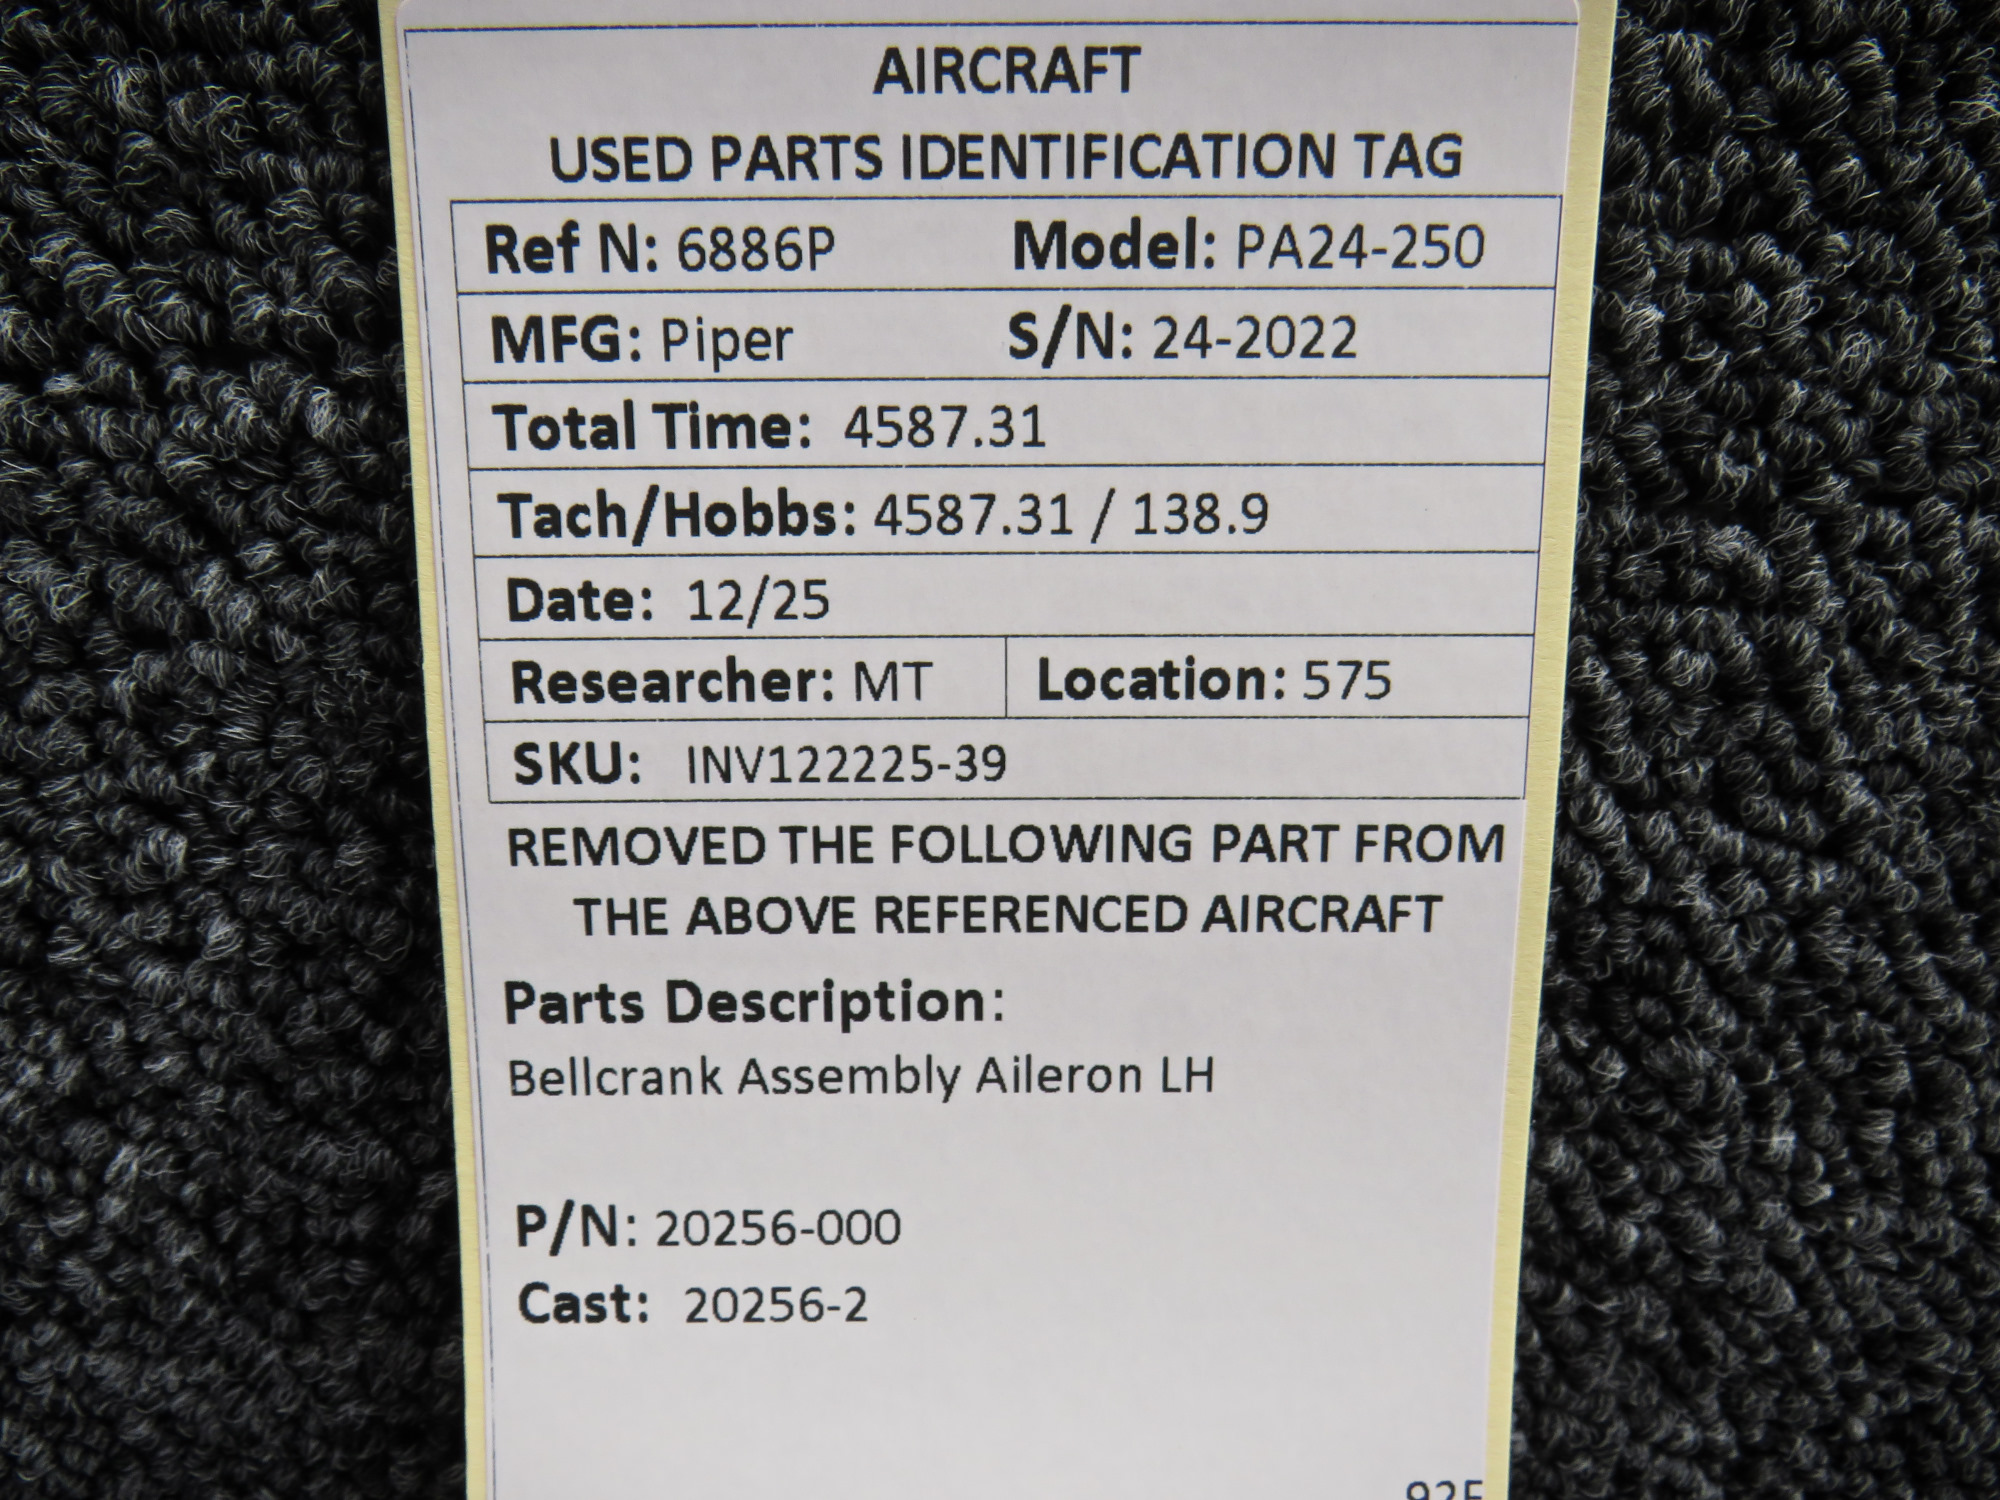 AIRCRAFT
USED PARTS IDENTIFICATION TAG
Ref N: 6886P Model: PA24-250
MFG: Piper S/N: 24-2022
Total Time: 4587.31
Tach/Hobbs: 4587.31 / 138.9
Date: 12/25
Researcher: MT Location: 575
SKU: INV122225-39
REMOVED THE FOLLOWING PART FROM
THE ABOVE REFERENCED AIRCRAFT
Parts Description:
Bellcrank Assembly Aileron LH
P/N: 20256-000
Cast: 20256-2